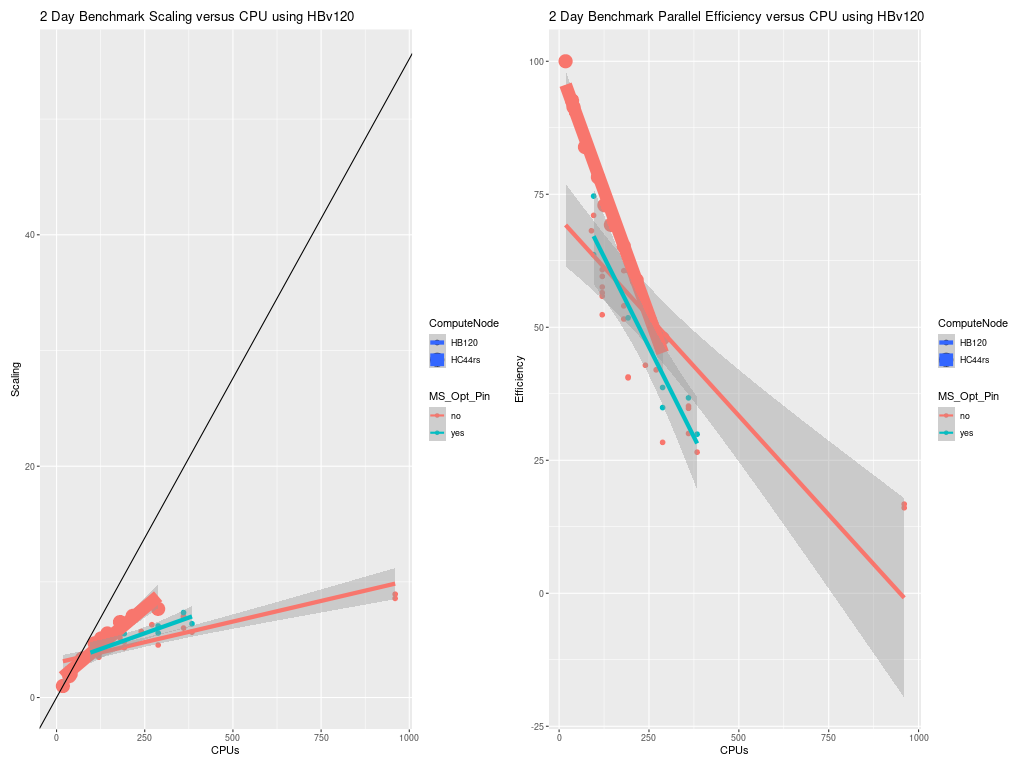 2 Day Benchmark Scaling versus CPU using HBv120
40
20
0
Scaling
0
250
500
750
1000
CPUs
ComputeNode
HB120
HC44rs
MS_Opt_Pin
no
yes
2 Day Benchmark Parallel Efficiency versus CPU using HBv120
100
75
50
25
0
-25
Efficiency
0
250
500
750
1000
CPUs
ComputeNode
HB120
HC44rs
MS_Opt_Pin
no
yes